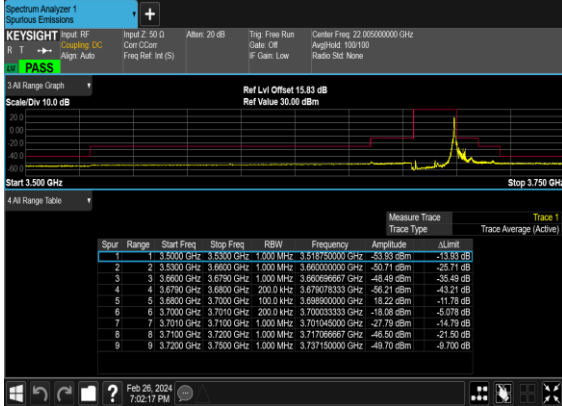 Spectrum Analyzer 1
Spurious Emissions
+
KEYSIGHT Input: RF Input Z: 50 Ω Atten: 20 dB Trig: Free Run Center Freq: 22.005000000 GHz
R T Coupling: DC Corr CCorr Gate: Off Avg|Hold: 100/100
Align: Auto Freq Ref: Int (S) IF Gain: Low Radio Std: None
PASS
3 All Range Graph
Ref Lvl Offset 15.83 dB
Scale/Div 10.0 dB Ref Value 30.00 dBm
20.0
0.00
-20.0
-40.0
-60.0
Start 3.500 GHz Stop 3.750 GHz
4 All Range Table
Measure Trace Trace 1
Trace Type Trace Average (Active)
Spur Range Start Freq Stop Freq RBW Frequency Amplitude ΔLimit
1 1 3.5000 GHz 3.5300 GHz 1.000 MHz 3.518750000 GHz -53.93 dBm -13.93 dB
2 2 3.5300 GHz 3.6600 GHz 1.000 MHz 3.660000000 GHz -50.71 dBm -25.71 dB
3 3 3.6600 GHz 3.6790 GHz 1.000 MHz 3.660696667 GHz -48.49 dBm -35.49 dB
4 4 3.6790 GHz 3.6800 GHz 200.0 kHz 3.679078333 GHz -56.21 dBm -43.21 dB
5 5 3.6800 GHz 3.7000 GHz 100.0 kHz 3.698900000 GHz 18.22 dBm -11.78 dB
6 6 3.7000 GHz 3.7010 GHz 200.0 kHz 3.700033333 GHz -18.08 dBm -5.078 dB
7 7 3.7010 GHz 3.7100 GHz 1.000 MHz 3.701045000 GHz -27.79 dBm -14.79 dB
8 8 3.7100 GHz 3.7200 GHz 1.000 MHz 3.717066667 GHz -46.50 dBm -21.50 dB
9 9 3.7200 GHz 3.7500 GHz 1.000 MHz 3.737150000 GHz -49.70 dBm -9.700 dB
? Feb 26, 2024
7:02:17 PM